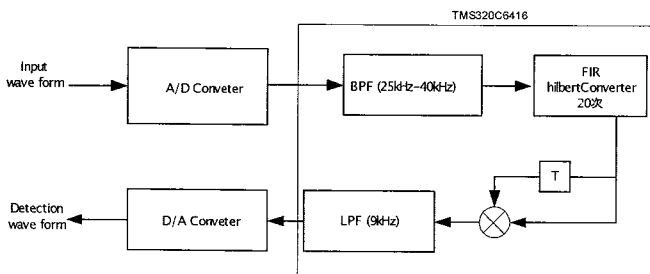 TMS320C6416
Input
wave form
A/D Conveter
BPF (25kHz-40kHz)
FIR
hilbertConverter
20次
T
Detection
wave form
D/A Conveter
LPF (9kHz)